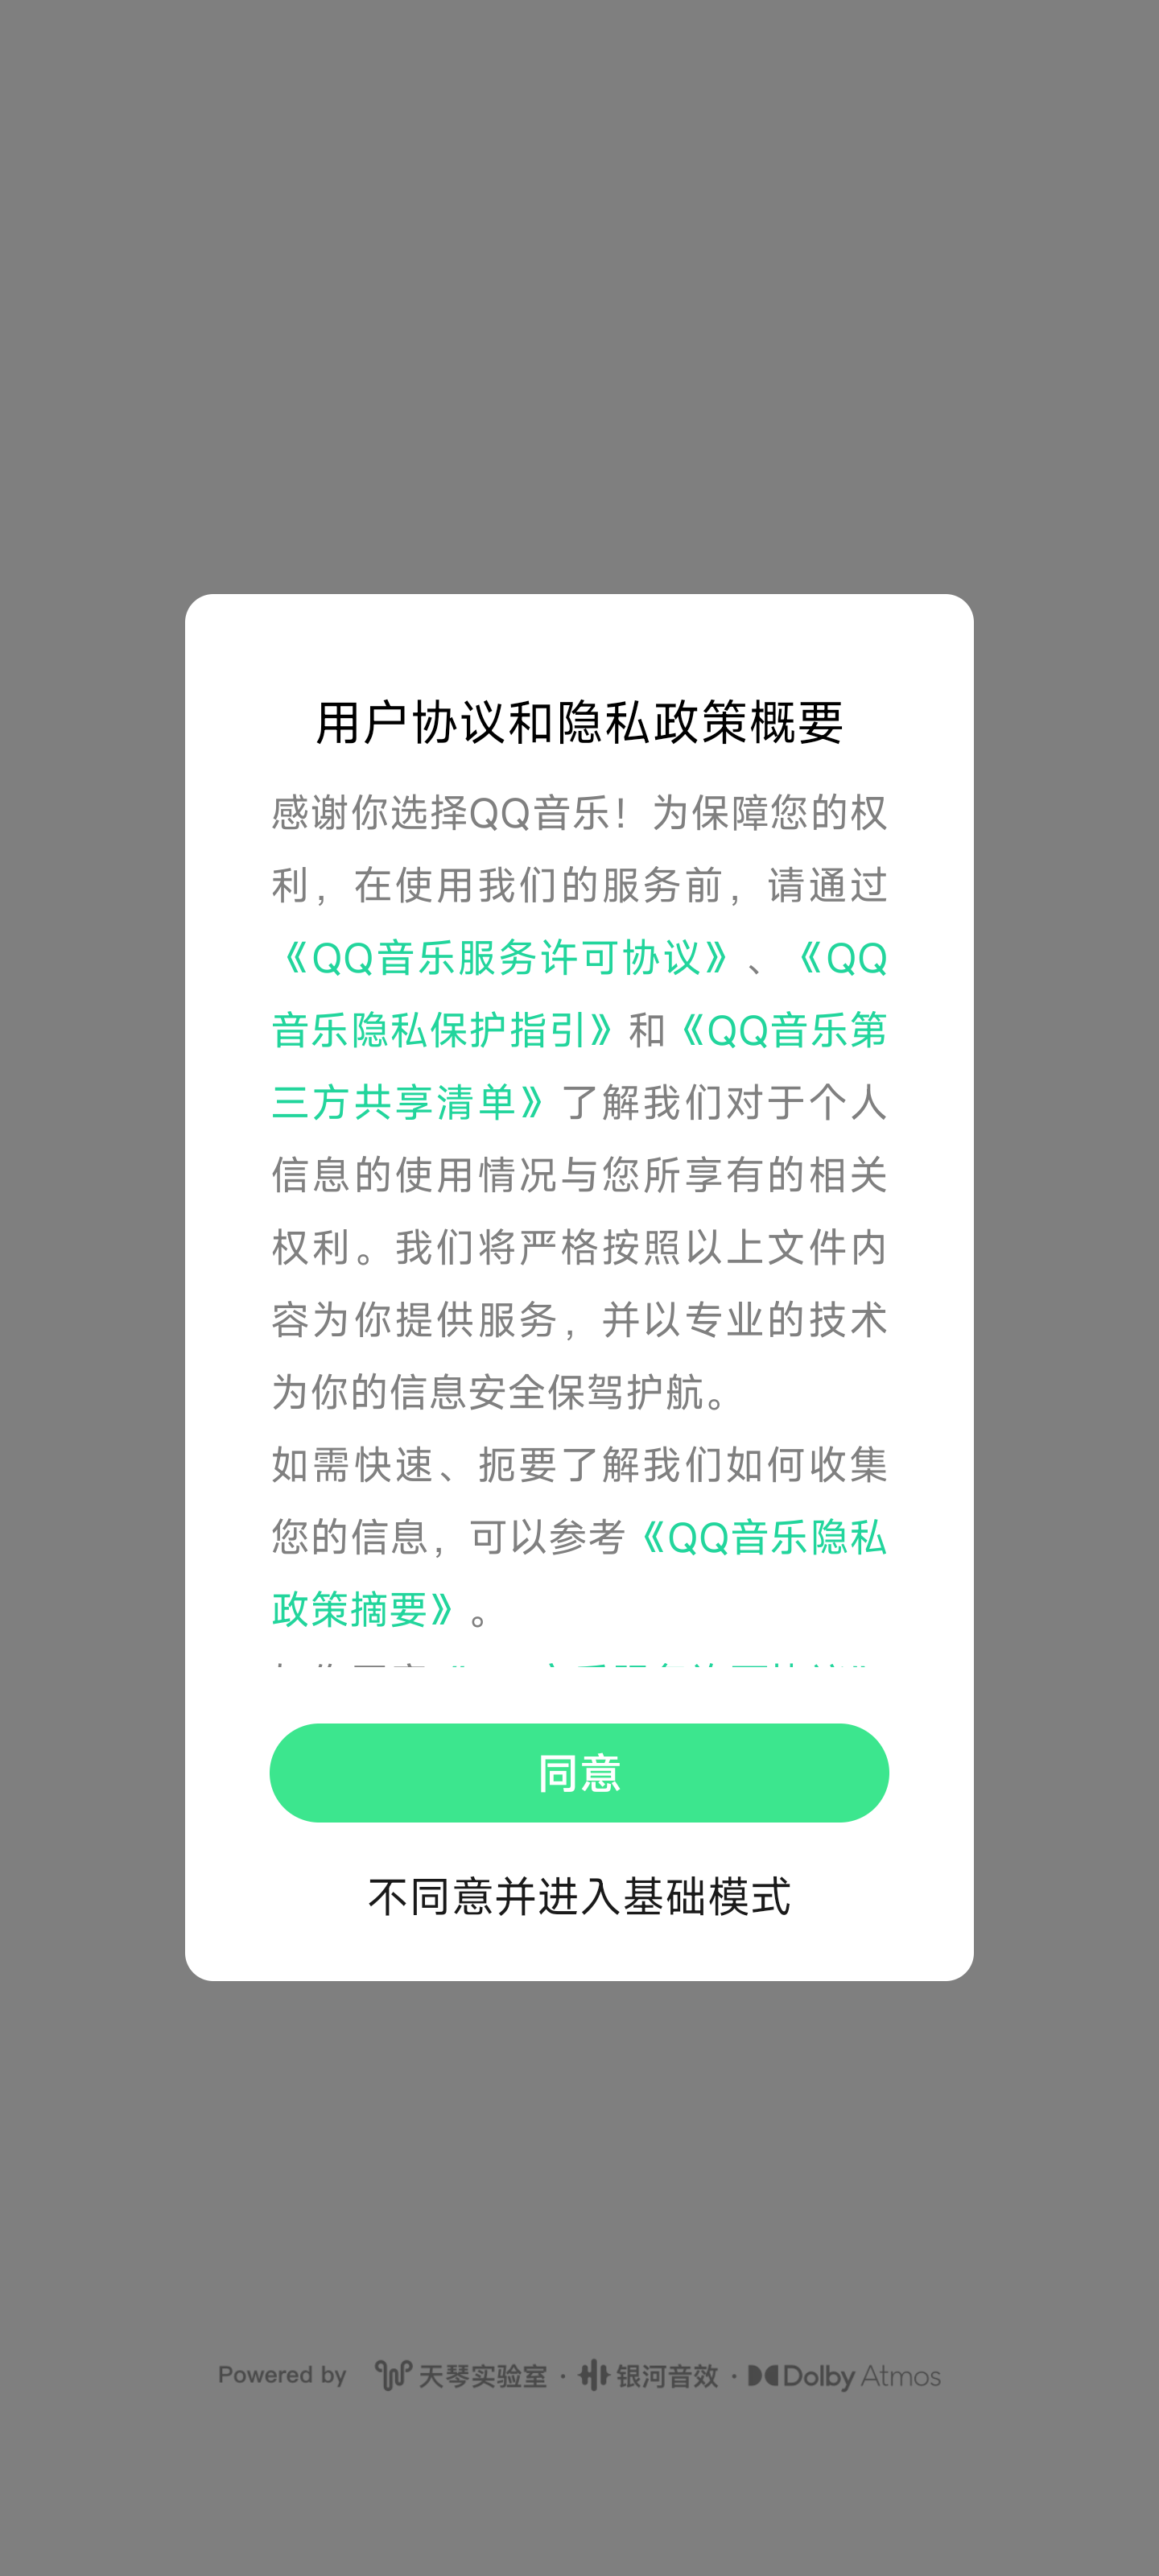 用户协议和隐私政策概要
感谢你选择QQ音乐！为保障您的权
利，在使用我们的服务前，请通过
《QQ音乐服务许可协议》、《QQ
音乐隐私保护指引》和《QQ音乐第
三方共享清单》了解我们对于个人
信息的使用情况与您所享有的相关
权利。我们将严格按照以上文件内
容为你提供服务，并以专业的技术
为你的信息安全保驾护航。
如需快速、扼要了解我们如何收集
您的信息，可以参考《QQ音乐隐私
政策摘要》。
同意
不同意并进入基础模式
Powered by 天琴实验室 · 银河音效 · Dolby Atmos